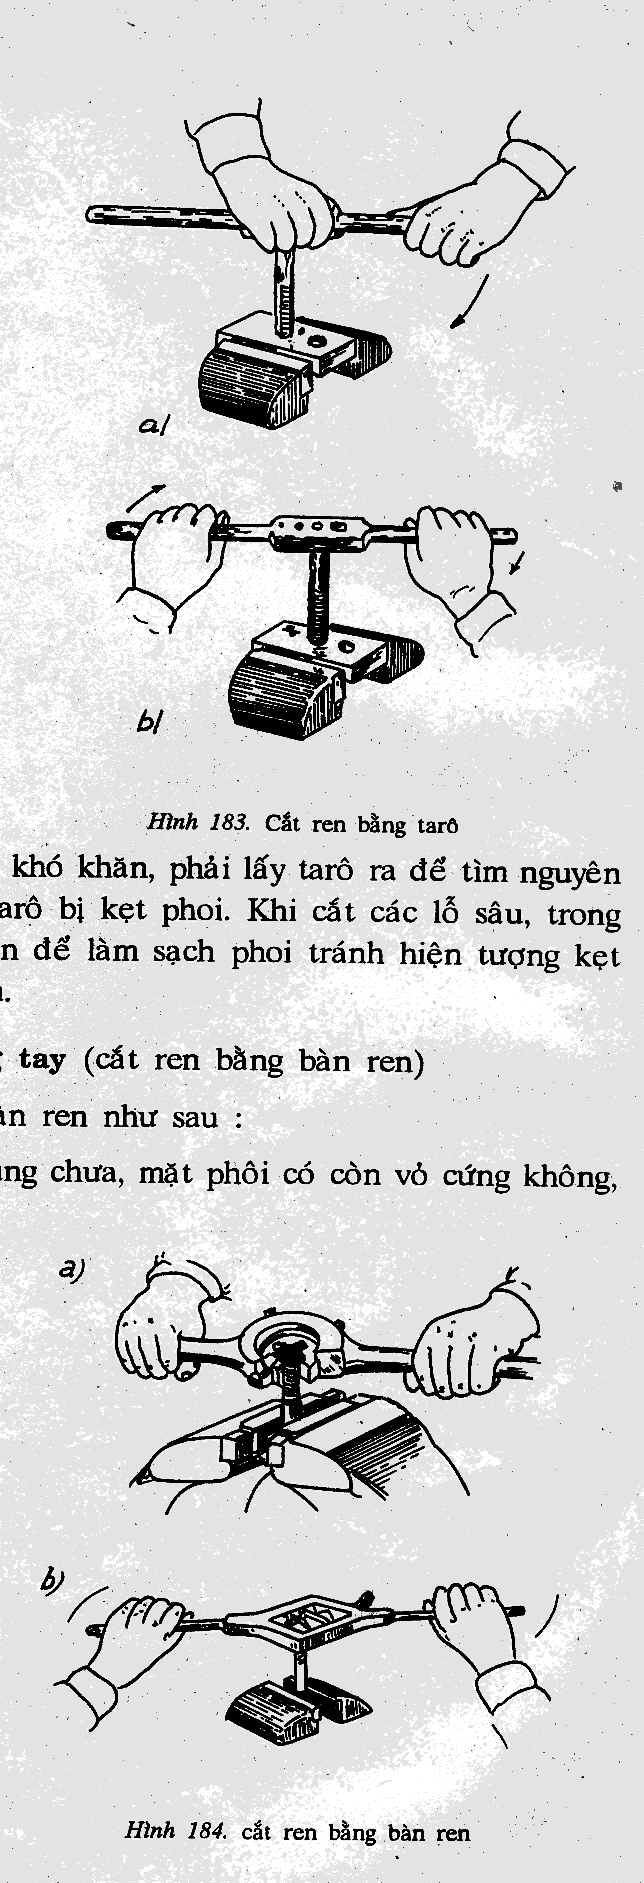 a/
b/
Hình 183. Cắt ren bằng tarô
khó khăn, phải lấy tarô ra để tìm nguyên
arô bị kẹt phoi. Khi cắt các lỗ sâu, trong
n để làm sạch phoi tránh hiện tượng kẹt
tay (cắt ren bằng bàn ren)
àn ren như sau :
ung chưa, mặt phôi có còn vỏ cứng không,
a)
b)
Hình 184. cắt ren bằng bàn ren